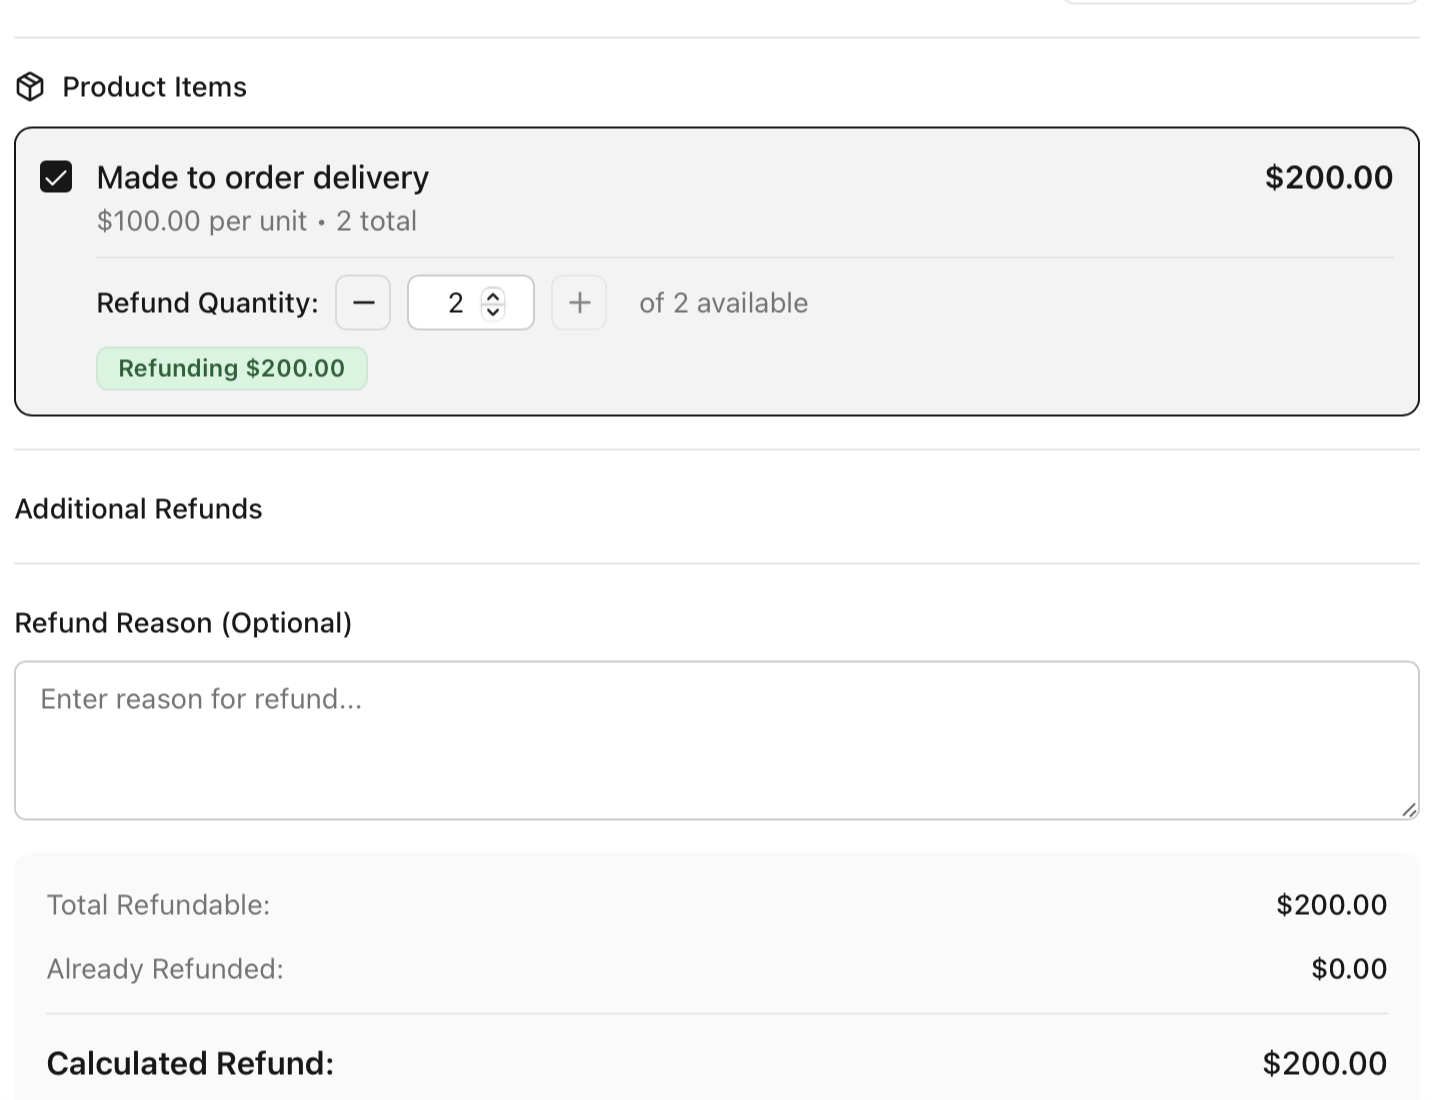 Product Items
Made to order delivery
$200.00
$100.00 per unit • 2 total
Refund Quantity: − 2 + of 2 available
Refunding $200.00
Additional Refunds
Refund Reason (Optional)
Enter reason for refund...
Total Refundable: $200.00
Already Refunded: $0.00
Calculated Refund: $200.00